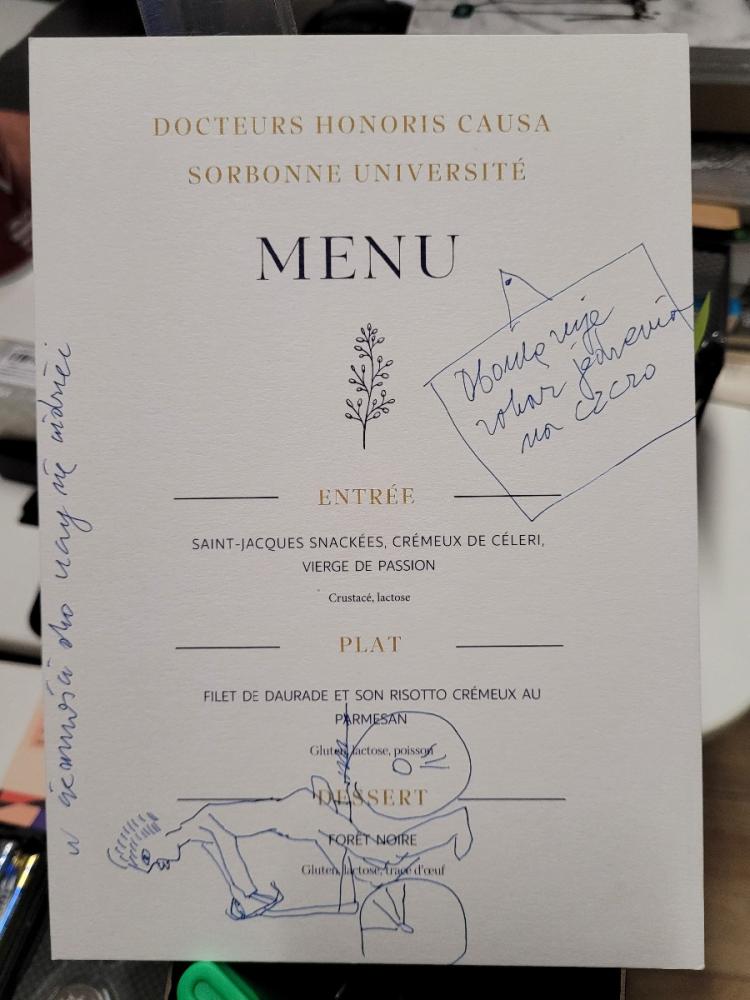 DOCTEURS HONORIS CAUSA
SORBONNE UNIVERSITÉ
MENU
na
ENTRÉE
SAINT-JACQUES SNACKÉES, CRÉMEUX DE CÉLERI,
VIERGE DE PASSION
Crustacé, lactose
PLAT
FILET DE DAURADE ET SON RISOTTO CRÉMEUX AU
PARMESAN
Gluten, lactose, poisson
DESSERT
FORÊT NOIRE
Gluten, lactose, trace d'œuf
w